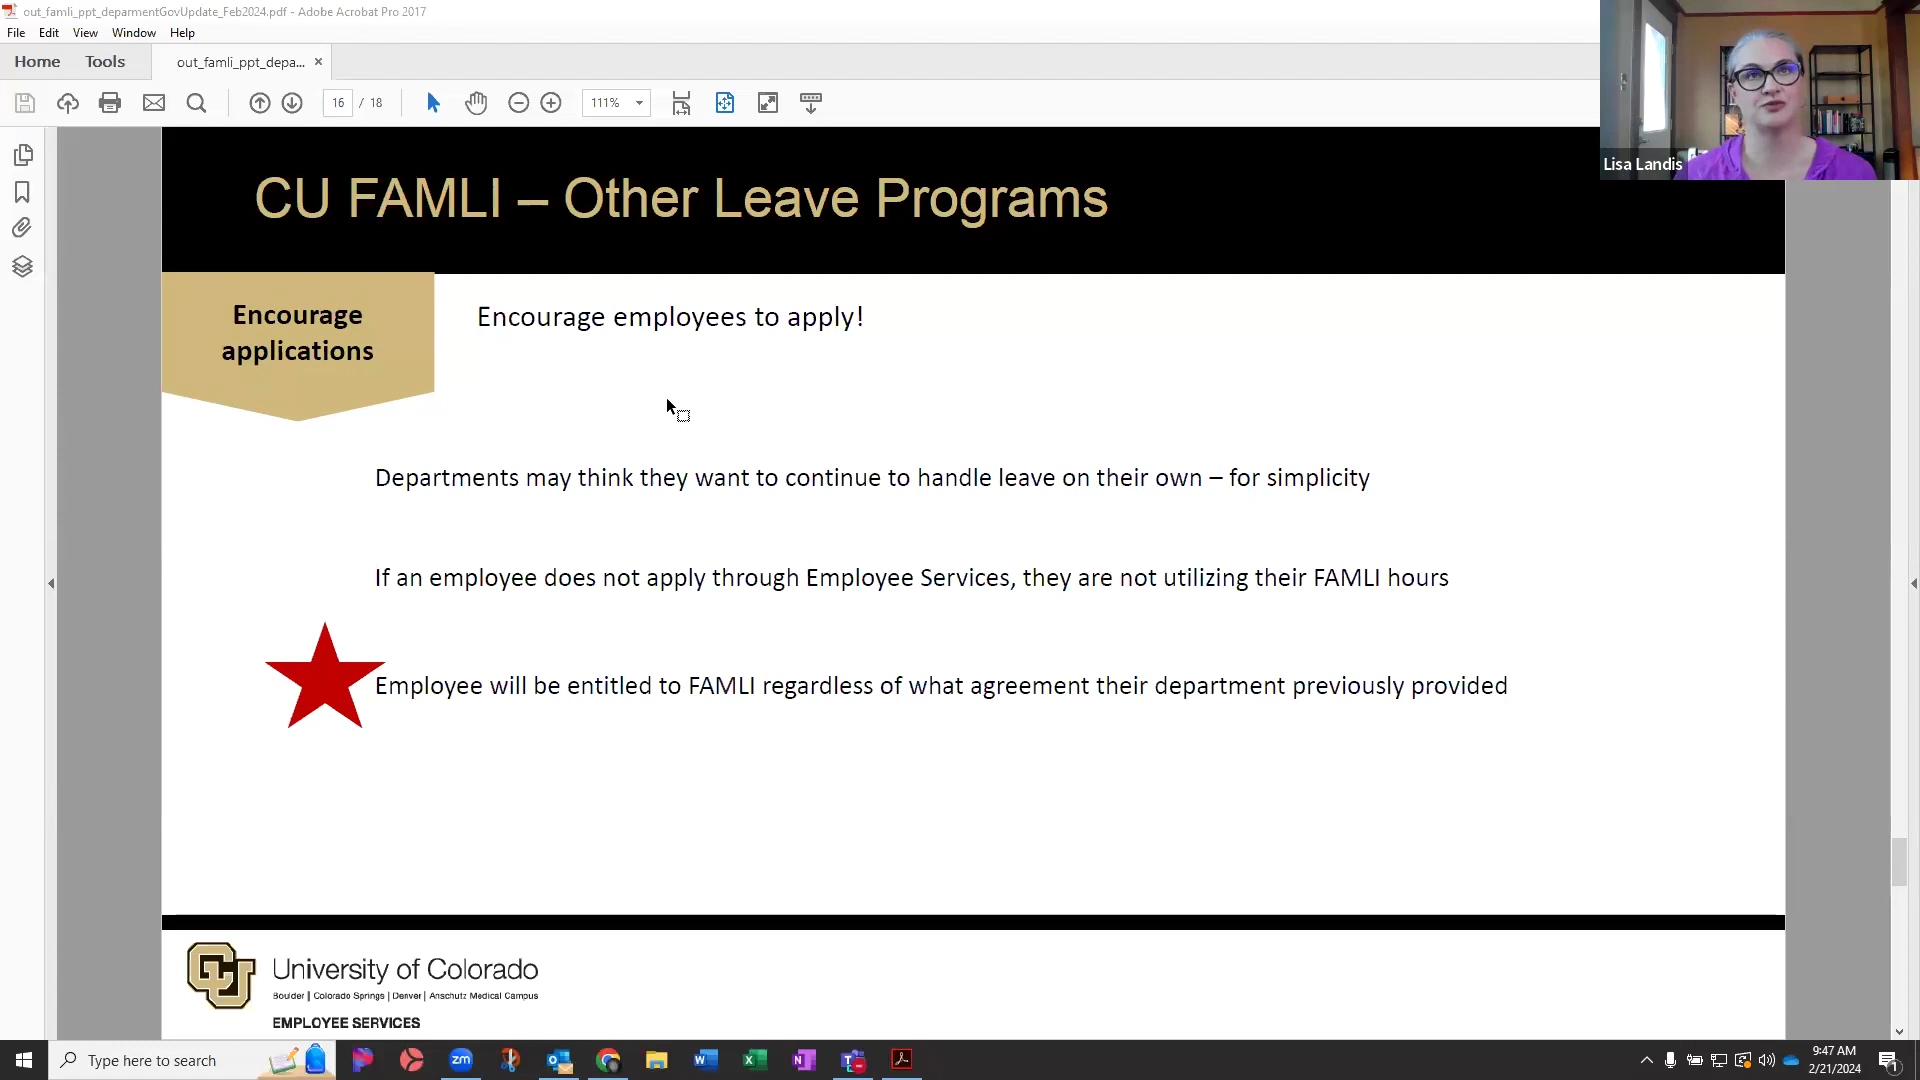 out_famli_ppt_deparmentGovUpdate_Feb2024.pdf - Adobe Acrobat Pro 2017
File Edit View Window Help
Home Tools out_famli_ppt_depa... ×
16 / 18 111%
Lisa Landis
CU FAMLI – Other Leave Programs
Encourage
applications
Encourage employees to apply!
Departments may think they want to continue to handle leave on their own – for simplicity
If an employee does not apply through Employee Services, they are not utilizing their FAMLI hours
Employee will be entitled to FAMLI regardless of what agreement their department previously provided
CU
University of Colorado
Boulder | Colorado Springs | Denver | Anschutz Medical Campus
EMPLOYEE SERVICES
Type here to search
zm
9:47 AM
2/21/2024
1